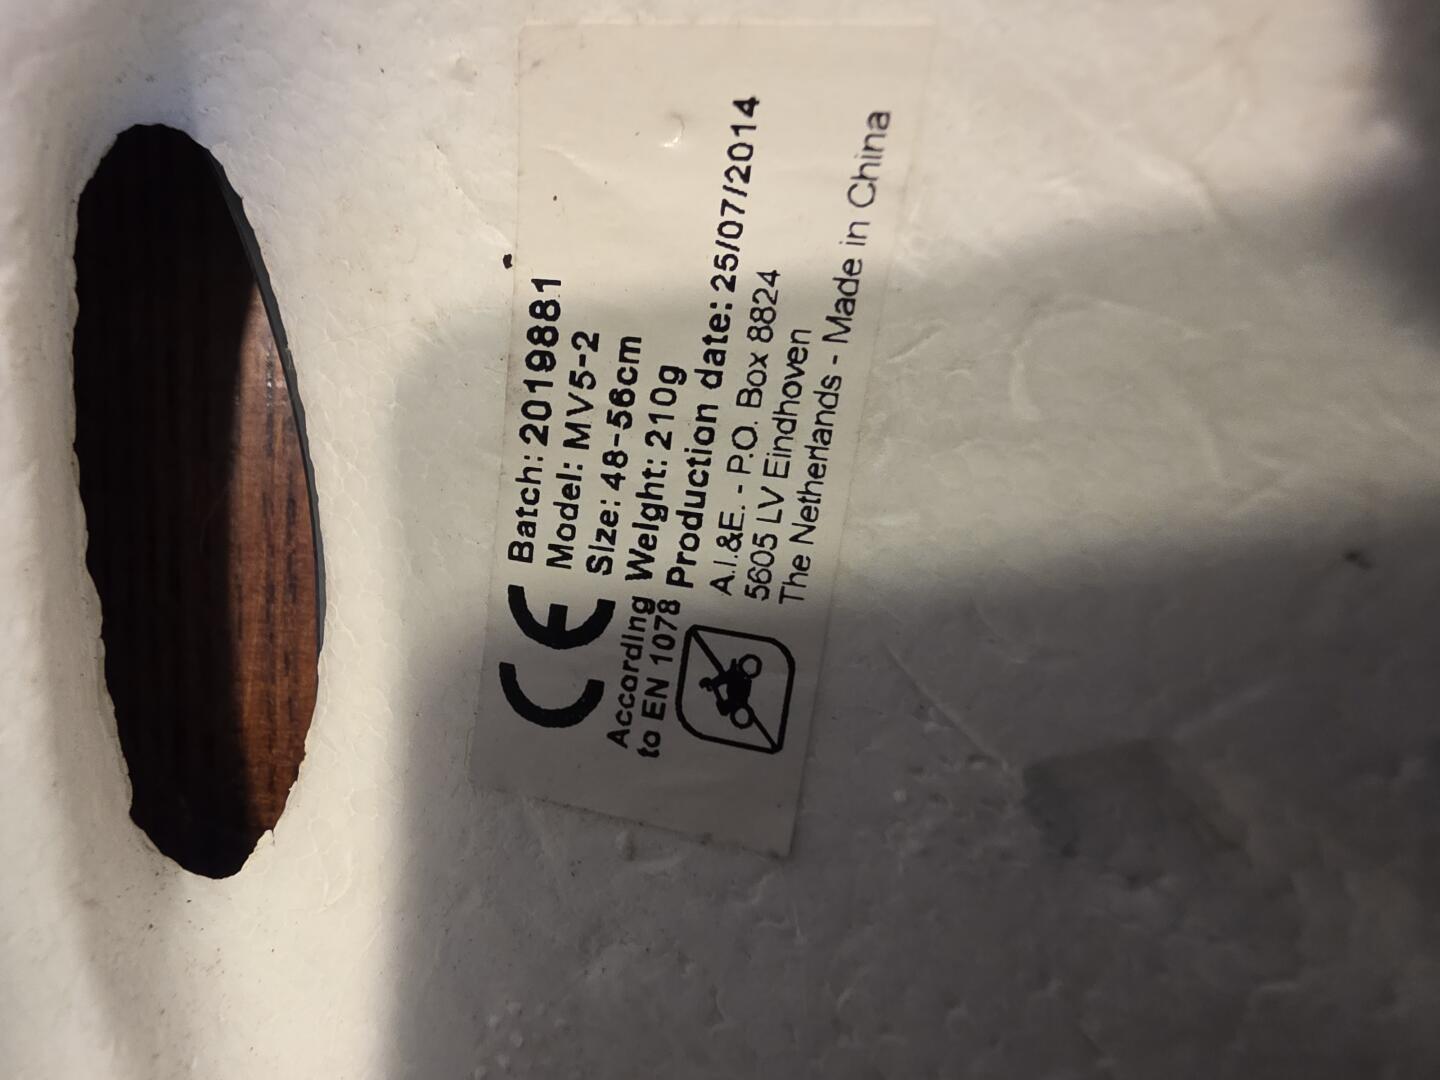 CE
According
to EN 1078
Batch: 2019881
Model: MV5-2
Size: 48-56cm
Weight: 210g
Production date: 25/07/2014
A.I.&E. - P.O. Box 8824
5605 LV Eindhoven
The Netherlands - Made in China